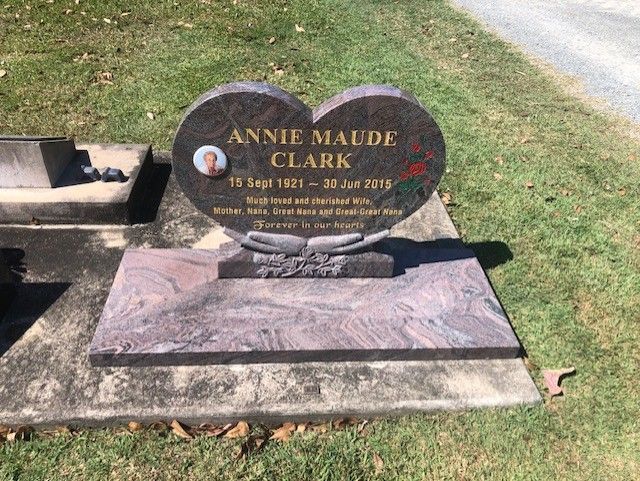 ANNIE MAUDE
CLARK
15 Sept 1921 ~ 30 Jun 2015
Much loved and cherished Wife,
Mother, Nana, Great Nana and Great-Great Nana
Forever in our hearts